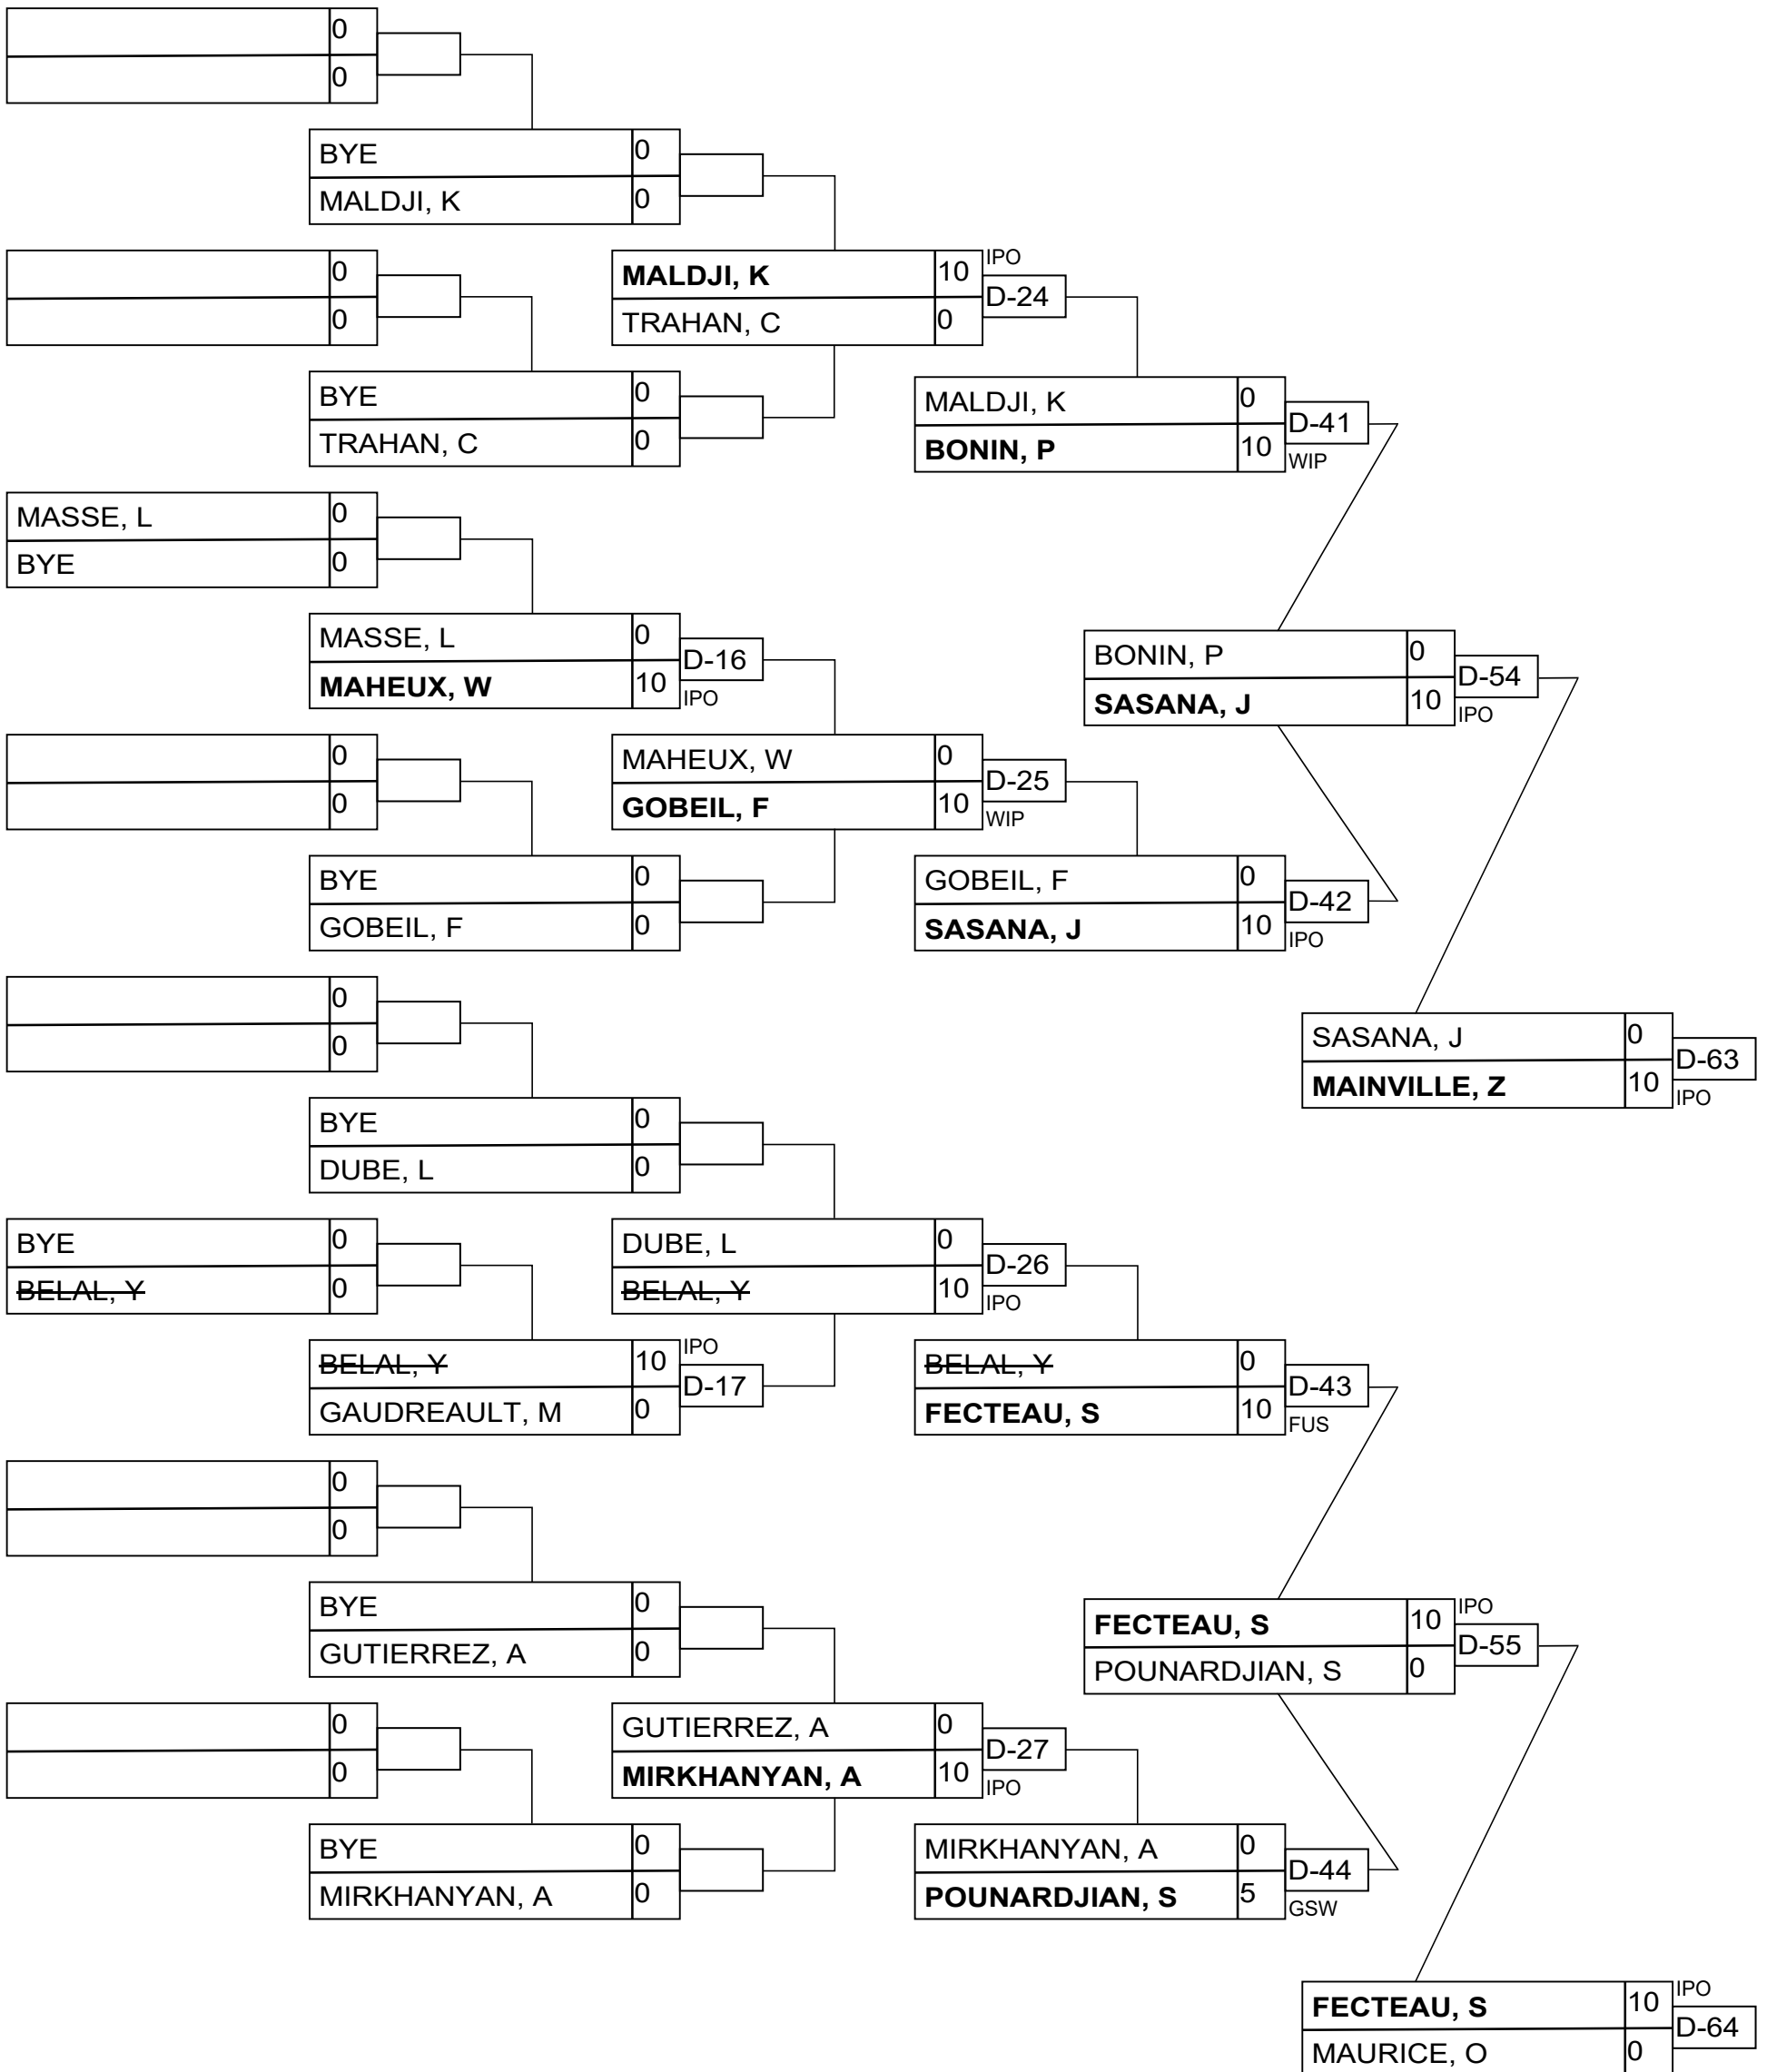 0
0
BYE 0
MALDJI, K 0
0
0
MALDJI, K 10 IPO
D-24
TRAHAN, C 0
BYE 0
TRAHAN, C 0
MALDJI, K 0
D-41
BONIN, P 10 WIP
MASSE, L 0
BYE 0
MASSE, L 0
D-16
MAHEUX, W 10 IPO
BONIN, P 0
D-54
SASANA, J 10 IPO
0
0
MAHEUX, W 0
D-25
GOBEIL, F 10 WIP
BYE 0
GOBEIL, F 0
GOBEIL, F 0
D-42
SASANA, J 10 IPO
0
0
SASANA, J 0
D-63
MAINVILLE, Z 10 IPO
BYE 0
DUBE, L 0
BYE 0
BELAL, Y 0
DUBE, L 0
D-26
BELAL, Y 10 IPO
BELAL, Y 10 IPO
D-17
GAUDREAULT, M 0
BELAL, Y 0
D-43
FECTEAU, S 10 FUS
0
0
BYE 0
GUTIERREZ, A 0
FECTEAU, S 10 IPO
D-55
POUNARDJIAN, S 0
0
0
GUTIERREZ, A 0
D-27
MIRKHANYAN, A 10 IPO
BYE 0
MIRKHANYAN, A 0
MIRKHANYAN, A 0
D-44
POUNARDJIAN, S 5 GSW
FECTEAU, S 10 IPO
D-64
MAURICE, O 0